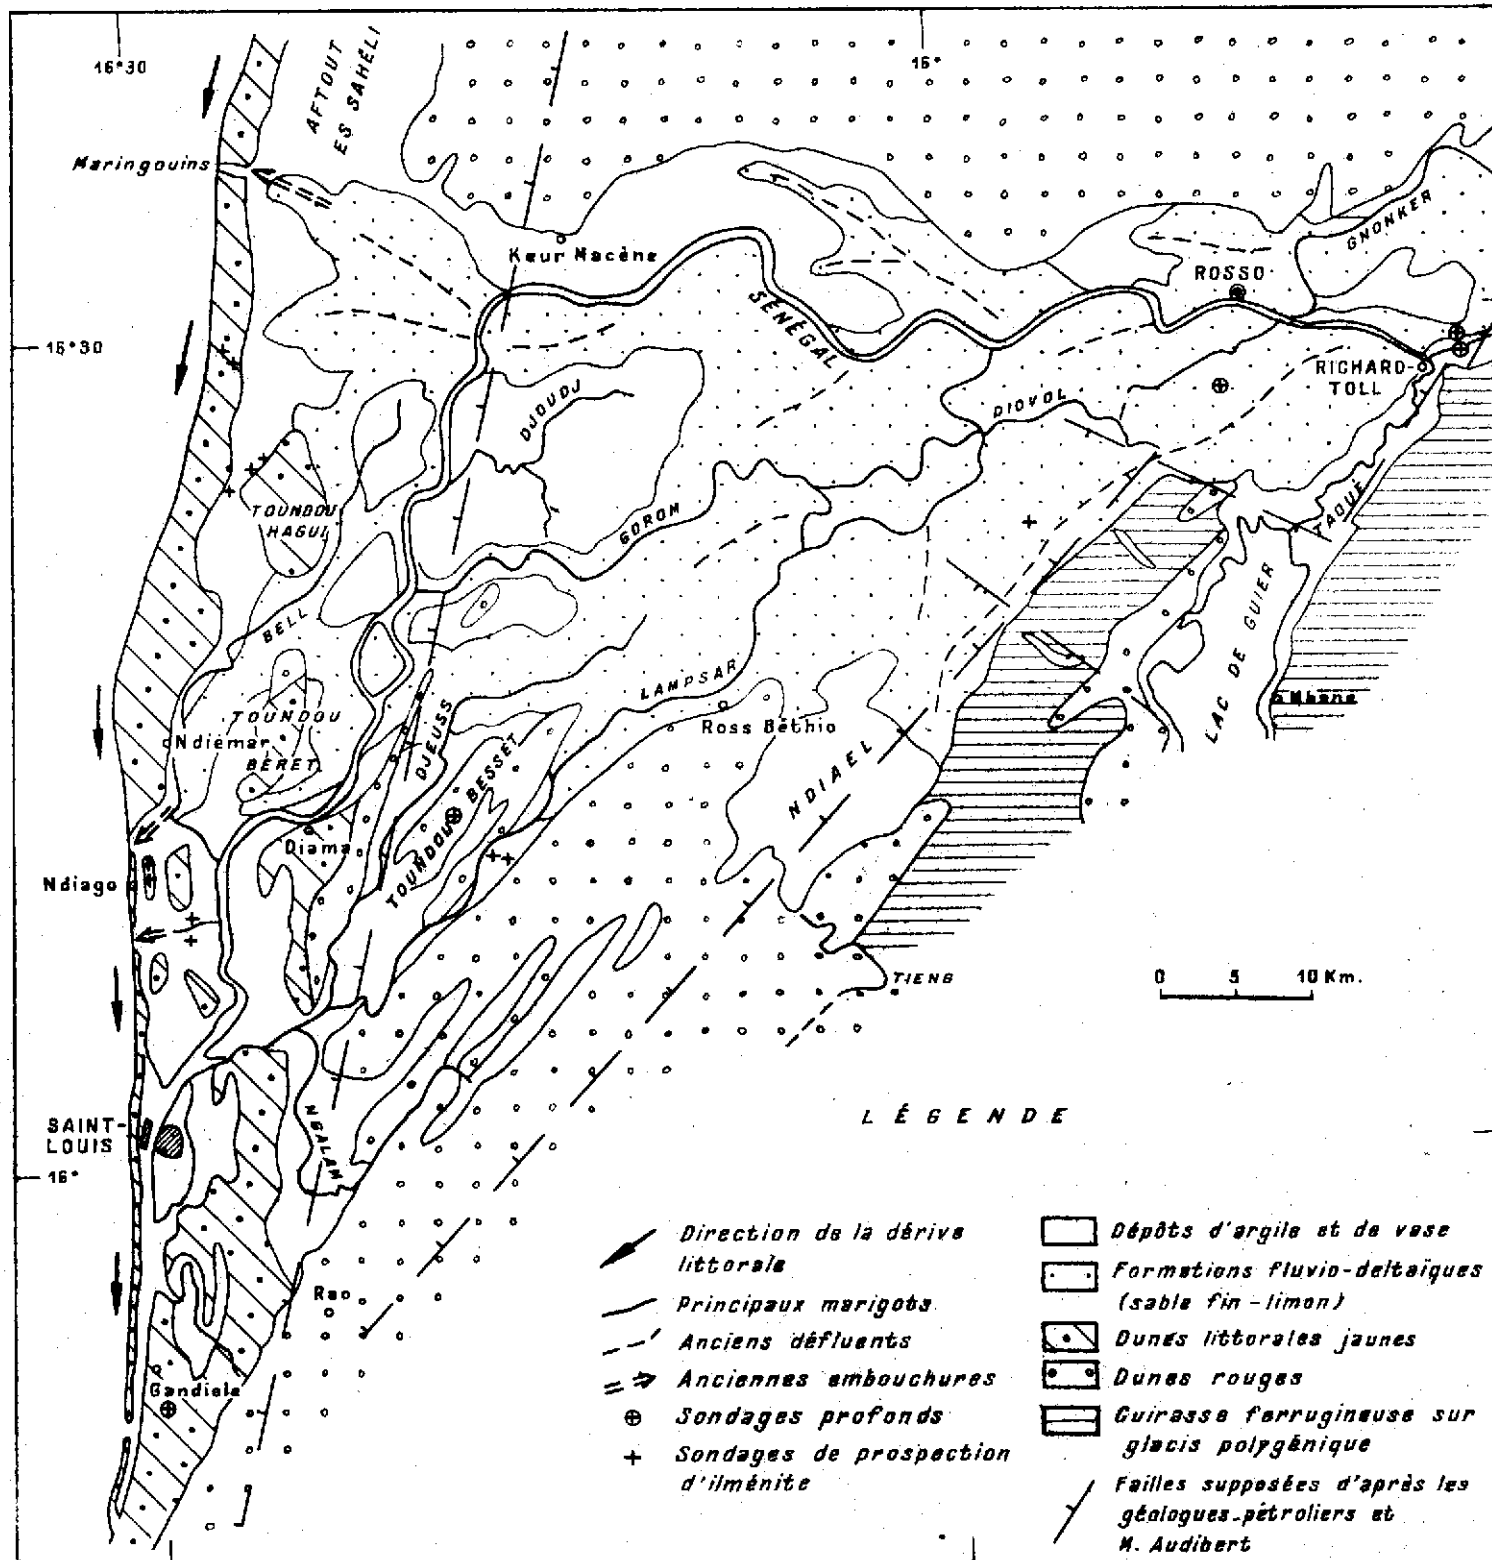 16°30
16°
AFTOUT
ES SAHÉLI
Maringouins
GNONKER
Keur Macène
ROSSO
SÉNÉGAL
16°30
RICHARD-
TOLL
DJOUDJ
DIOVOL
TOUNDOU
HAGUI
GOROM
TAOUÉ
BELL
LAC DE GUIER
LAMPSAR
Mbane
TOUNDOU
BERET
Ndiemar
DJEUSS
Ross Béthio
TOUNDOU BESSET
NDIAEL
Diama
Ndiago
TIENG
0 5 10 Km.
SAINT-
LOUIS
NGALAM
16°
Rao
Gandiole
LÉGENDE
Direction de la dérive
littorale
Principaux marigots
Anciens défluents
Anciennes embouchures
Sondages profonds
Sondages de prospection
d'ilménite
Dépôts d'argile et de vase
Formations fluvio-deltaïques
(sable fin-limon)
Dunes littorales jaunes
Dunes rouges
Cuirasse ferrugineuse sur
glacis polygénique
Failles supposées d'après les
géologues-pétroliers et
M. Audibert